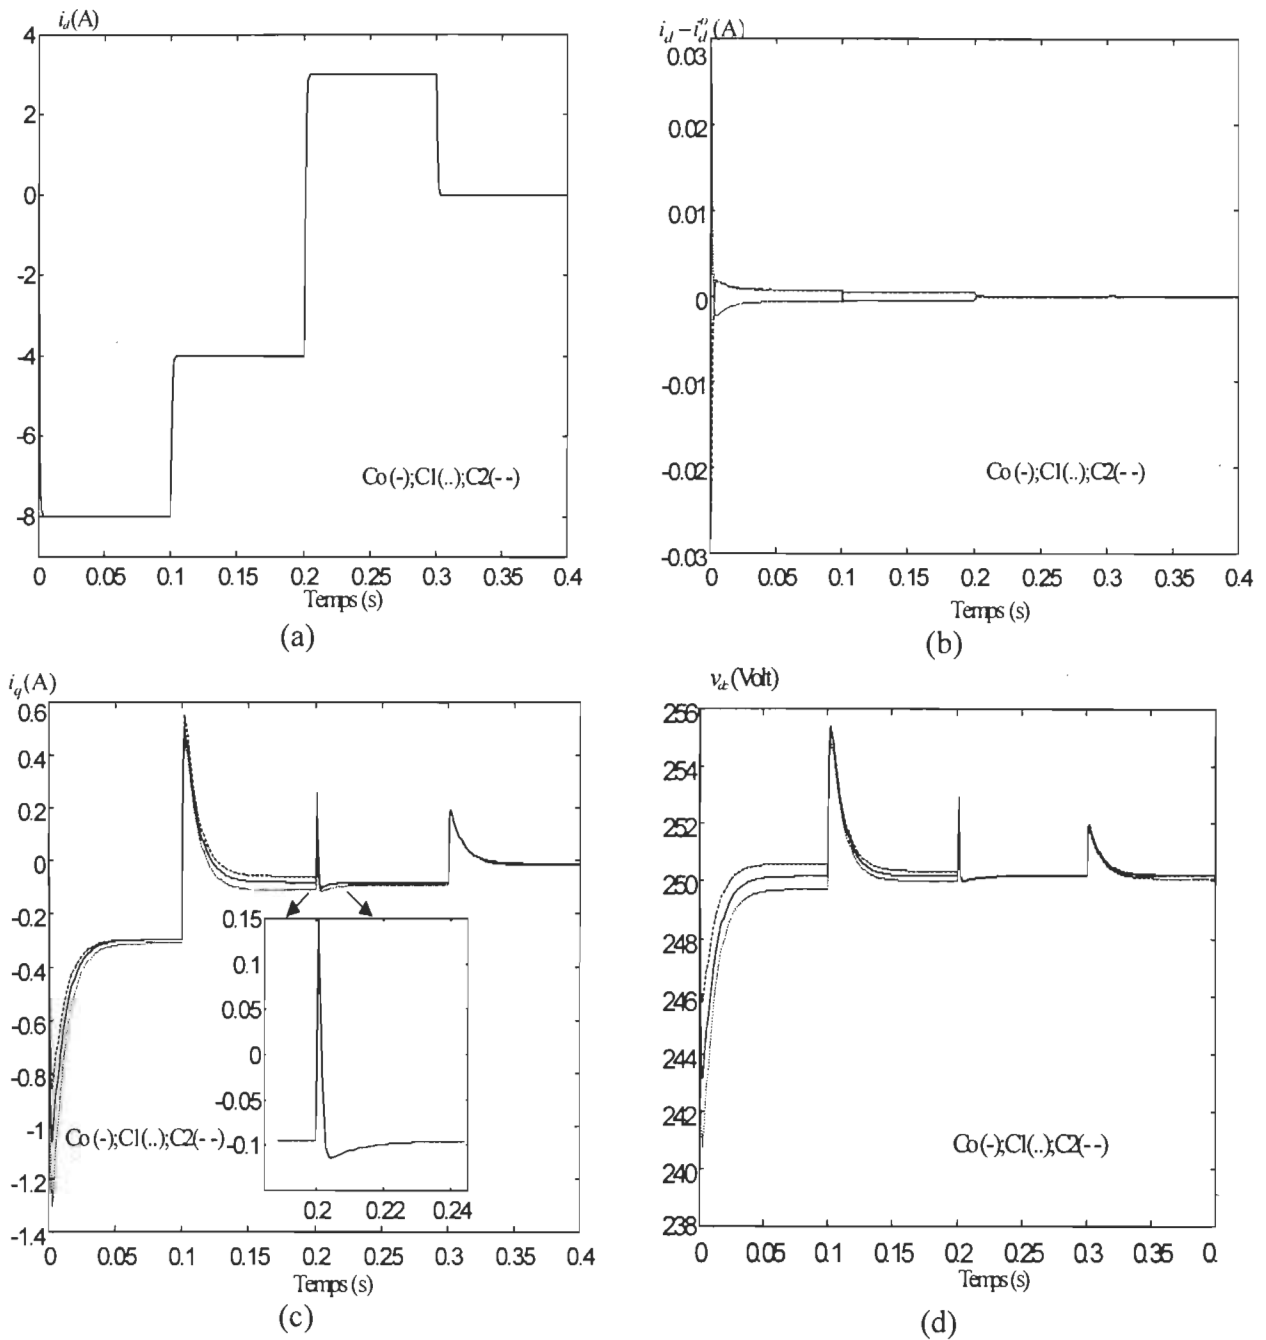 i_d(A)
4
2
0
-2
-4
-6
-8
Co(-);C1(..);C2(--)
0 0.05 0.1 0.15 0.2 0.25 0.3 0.35 0.4
Temps (s)
(a)
i_d – i_d^o (A)
0.03
0.02
0.01
0
-0.01
-0.02
-0.03
Co(-);C1(..);C2(--)
0 0.05 0.1 0.15 0.2 0.25 0.3 0.35 0.4
Temps (s)
(b)
i_q(A)
0.6
0.4
0.2
0
-0.2
-0.4
-0.6
-0.8
-1
-1.2
-1.4
Co(-);C1(..);C2(--)
0.15
0.1
0.05
0
-0.05
-0.1
0.2 0.22 0.24
0 0.05 0.1 0.15 0.2 0.25 0.3 0.35 0.4
Temps (s)
(c)
v_dc(Volt)
256
254
252
250
248
246
244
242
240
238
Co(-);C1(..);C2(--)
0 0.05 0.1 0.15 0.2 0.25 0.3 0.35 0.
Temps (s)
(d)